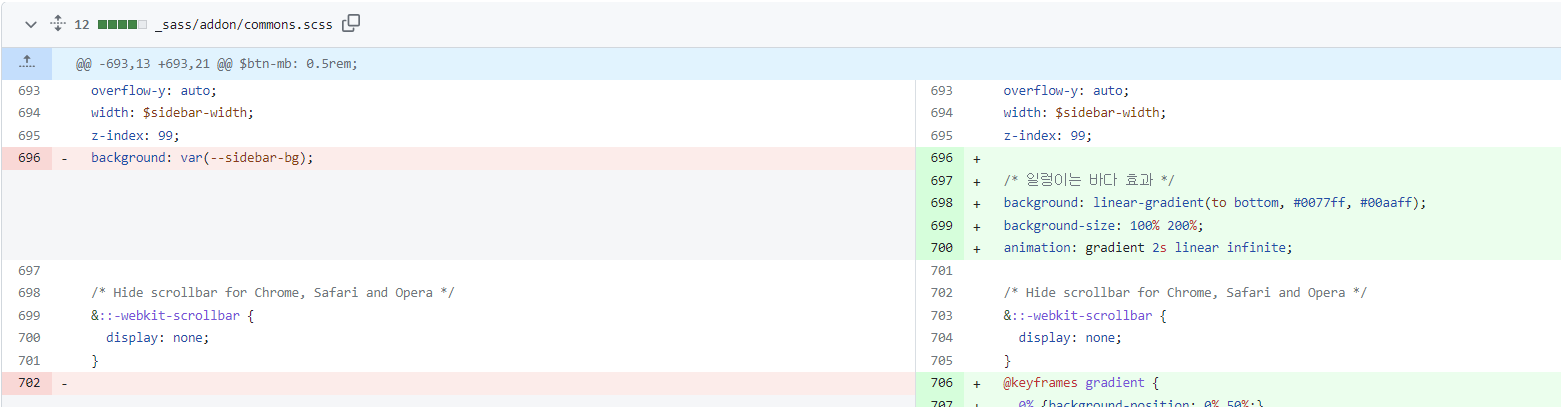 12 _sass/addon/commons.scss
@@ -693,13 +693,21 @@ $btn-mb: 0.5rem;
693 overflow-y: auto;
694 width: $sidebar-width;
695 z-index: 99;
696 - background: var(--sidebar-bg);
697
698 /* Hide scrollbar for Chrome, Safari and Opera */
699 &::-webkit-scrollbar {
700 display: none;
701 }
702 -
693 overflow-y: auto;
694 width: $sidebar-width;
695 z-index: 99;
696 +
697 + /* 일렁이는 바다 효과 */
698 + background: linear-gradient(to bottom, #0077ff, #00aaff);
699 + background-size: 100% 200%;
700 + animation: gradient 2s linear infinite;
701
702 /* Hide scrollbar for Chrome, Safari and Opera */
703 &::-webkit-scrollbar {
704 display: none;
705 }
706 + @keyframes gradient {
707 + 0% {background-position: 0% 50%;}